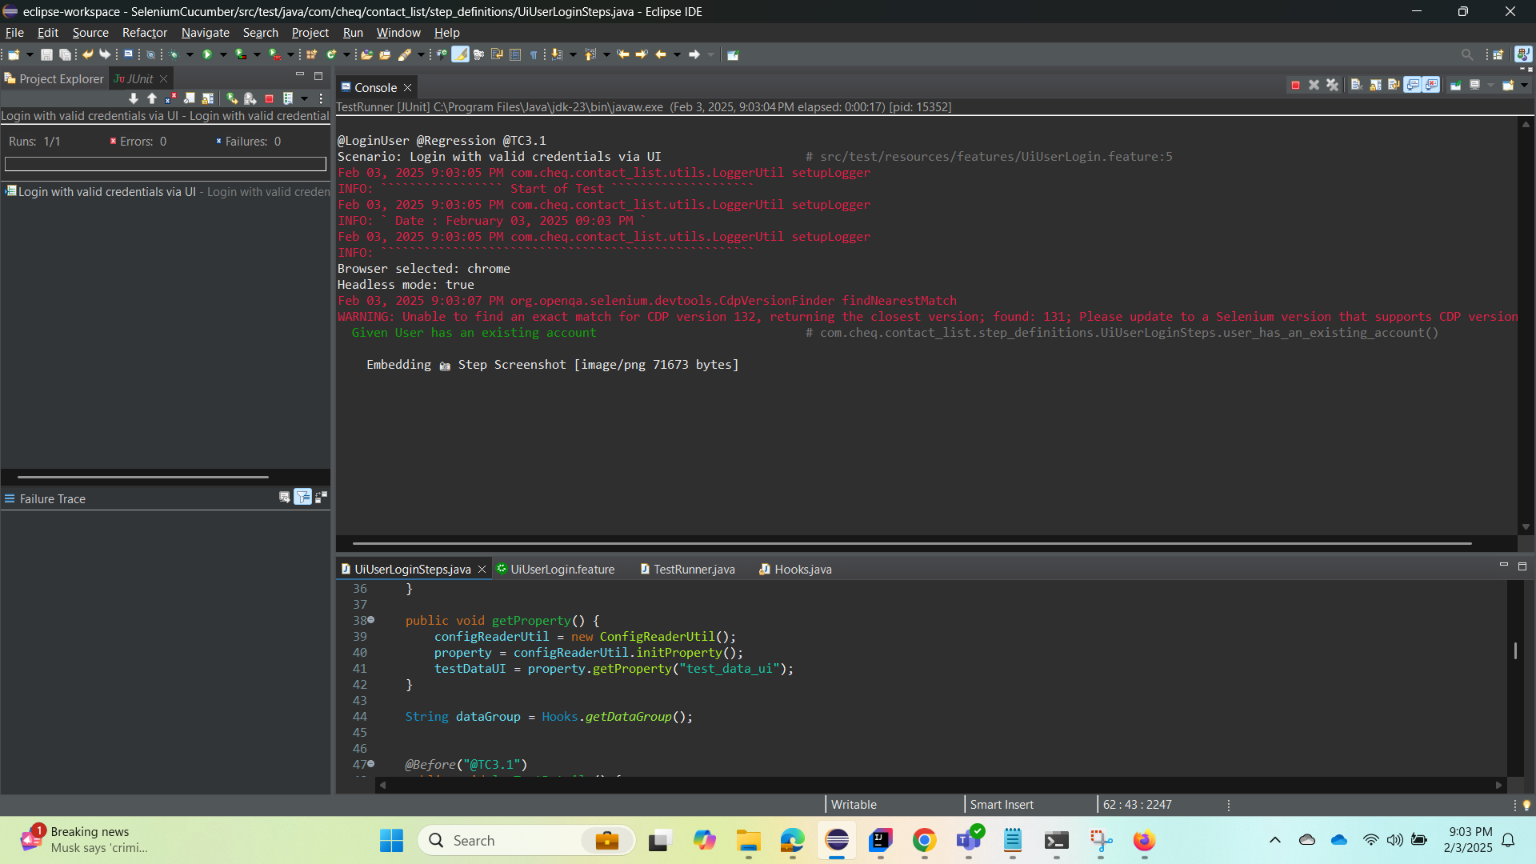 eclipse-workspace - SeleniumCucumber/src/test/java/com/cheq/contact_list/step_definitions/UiUserLoginSteps.java - Eclipse IDE
File Edit Source Refactor Navigate Search Project Run Window Help
Project Explorer JUnit
Console
TestRunner [JUnit] C:\Program Files\Java\jdk-23\bin\javaw.exe (Feb 3, 2025, 9:03:04 PM elapsed: 0:00:17) [pid: 15352]
Login with valid credentials via UI - Login with valid credential
Runs: 1/1 Errors: 0 Failures: 0
Login with valid credentials via UI - Login with valid creden
@LoginUser @Regression @TC3.1
Scenario: Login with valid credentials via UI # src/test/resources/features/UiUserLogin.feature:5
Feb 03, 2025 9:03:05 PM com.cheq.contact_list.utils.LoggerUtil setupLogger
INFO: ````````````````` Start of Test ````````````````````
Feb 03, 2025 9:03:05 PM com.cheq.contact_list.utils.LoggerUtil setupLogger
INFO: ` Date : February 03, 2025 09:03 PM `
Feb 03, 2025 9:03:05 PM com.cheq.contact_list.utils.LoggerUtil setupLogger
INFO: ````````````````````````````````````````````````````
Browser selected: chrome
Headless mode: true
Feb 03, 2025 9:03:07 PM org.openqa.selenium.devtools.CdpVersionFinder findNearestMatch
WARNING: Unable to find an exact match for CDP version 132, returning the closest version; found: 131; Please update to a Selenium version that supports CDP version
Given User has an existing account # com.cheq.contact_list.step_definitions.UiUserLoginSteps.user_has_an_existing_account()
Embedding 📷 Step Screenshot [image/png 71673 bytes]
Failure Trace
UiUserLoginSteps.java UiUserLogin.feature TestRunner.java Hooks.java
36 }
37
38 public void getProperty() {
39 configReaderUtil = new ConfigReaderUtil();
40 property = configReaderUtil.initProperty();
41 testDataUI = property.getProperty("test_data_ui");
42 }
43
44 String dataGroup = Hooks.getDataGroup();
45
46
47 @Before("@TC3.1")
Writable Smart Insert 62 : 43 : 2247
1
Breaking news
Musk says 'crimi...
Search
9:03 PM
2/3/2025